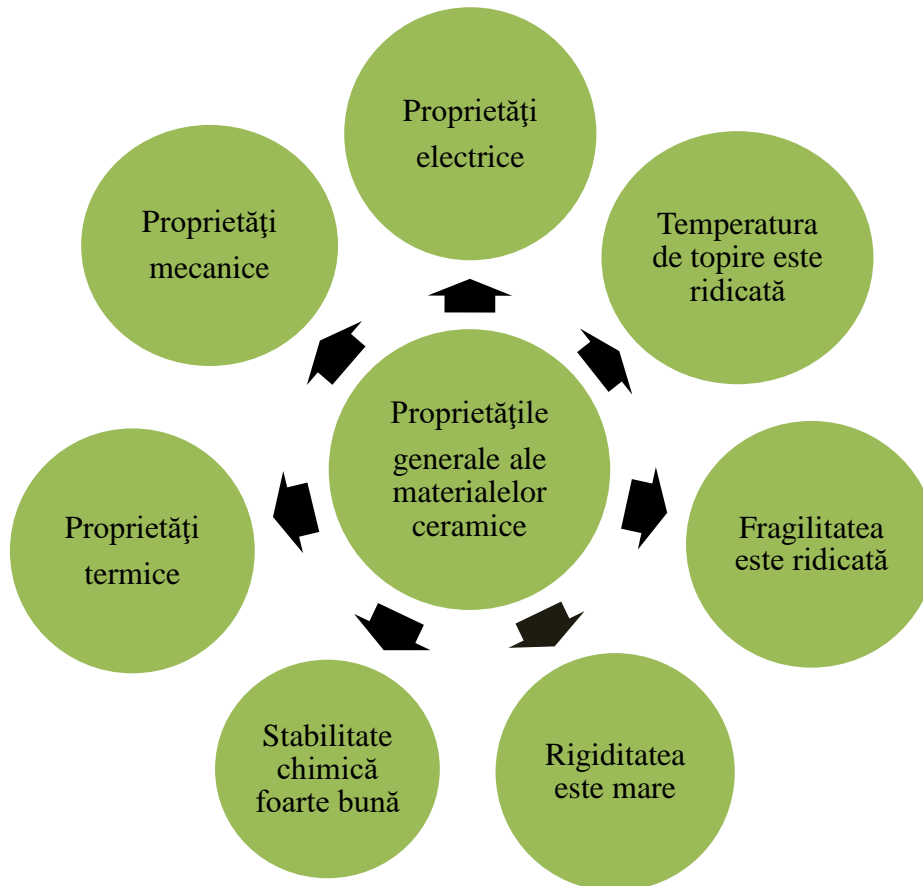 Proprietăţi
electrice
Temperatura
de topire este
ridicată
Fragilitatea
este ridicată
Rigiditatea
este mare
Stabilitate
chimică
foarte bună
Proprietăţi
termice
Proprietăţi
mecanice
Proprietăţile
generale ale
materialelor
ceramice